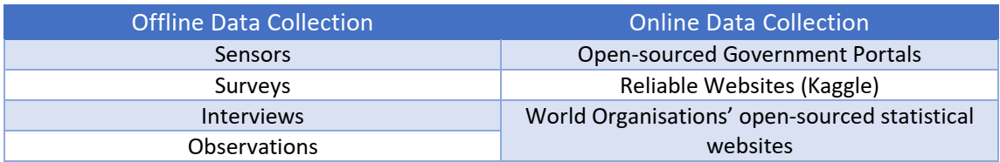 Offline Data Collection
Online Data Collection
Sensors
Open-sourced Government Portals
Surveys
Reliable Websites (Kaggle)
Interviews
World Organisations’ open-sourced statistical
websites
Observations